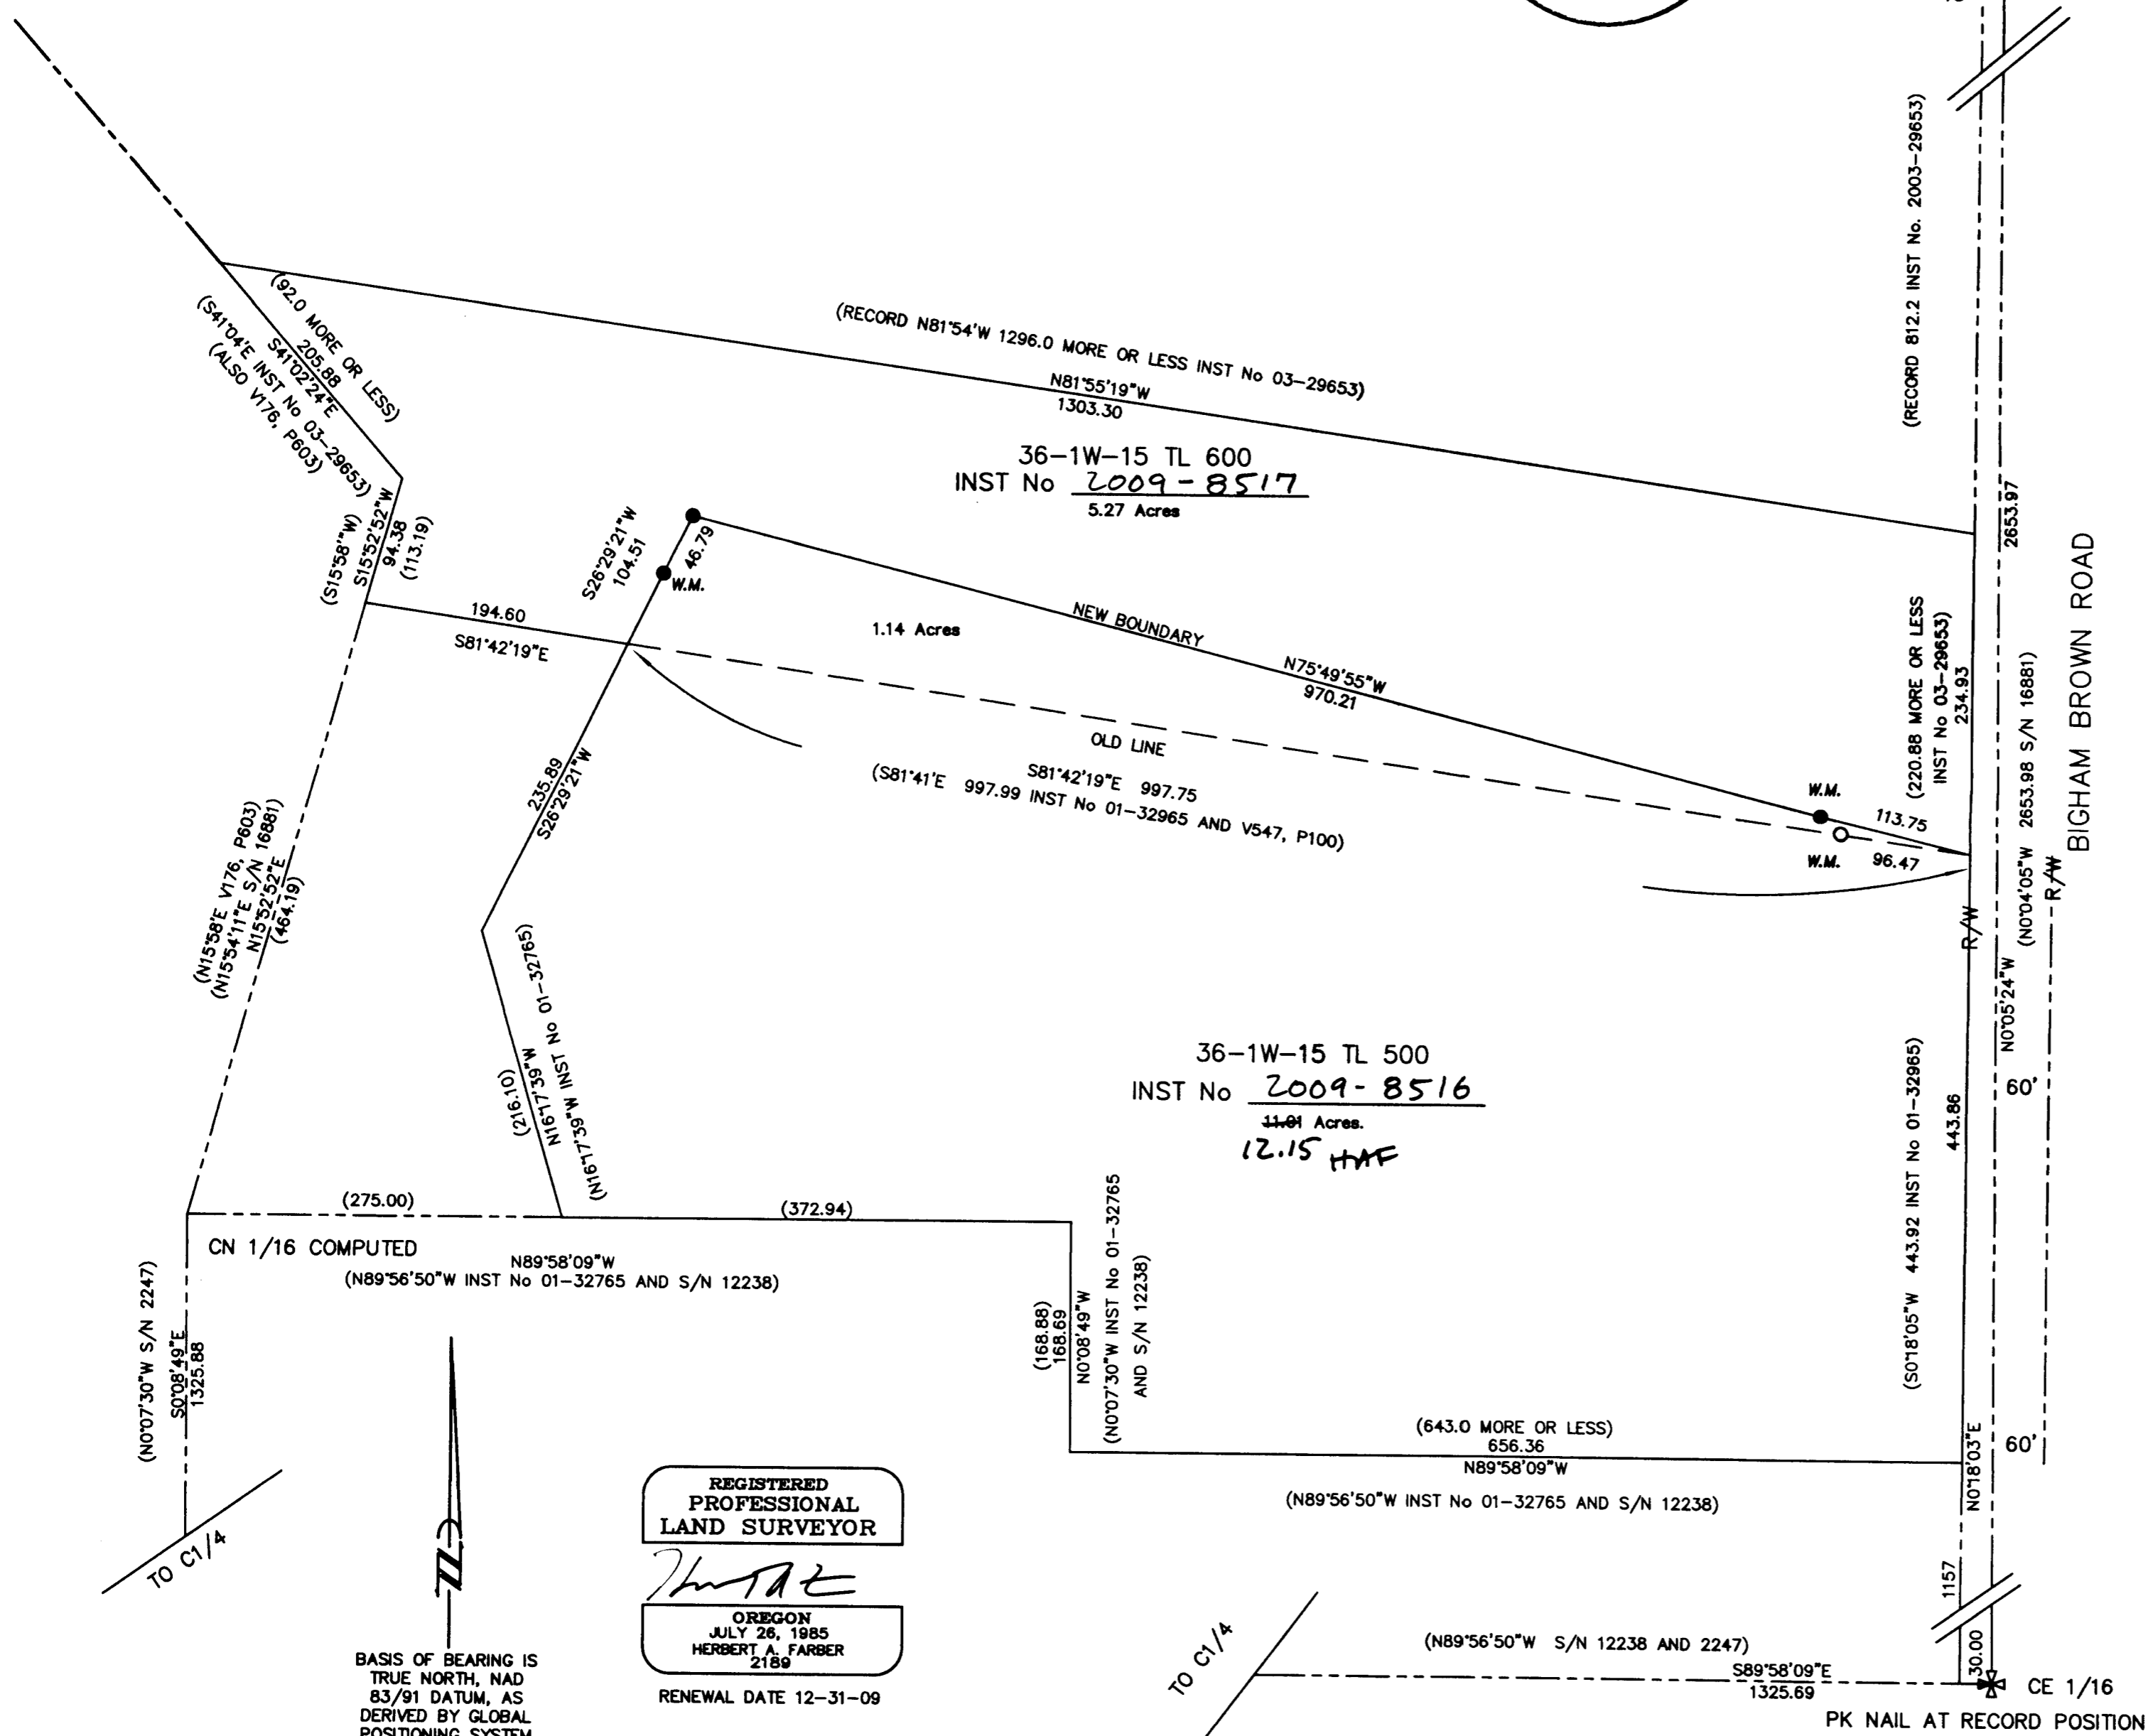 (RECORD 812.2 INST No. 2003-29653)
(92.0 MORE OR LESS)
205.88
S41°02'24"E
(S41°04'E INST No 03-29653)
(ALSO V176, P603)
(RECORD N81°54'W 1296.0 MORE OR LESS INST No 03-29653)
N81°55'19"W
1303.30
36-1W-15 TL 600
INST No 2009-8517
5.27 Acres
2653.97
(S15°58'"W)
S15°52'52"W
94.38
(113.19)
S26°29'21"W
104.51
46.79
W.M.
194.60
S81°42'19"E
1.14 Acres
NEW BOUNDARY
N75°49'55"W
970.21
OLD LINE
S81°42'19"E 997.75
(S81°41'E 997.99 INST No 01-32965 AND V547, P100)
(220.88 MORE OR LESS
INST No 03-29653)
234.93
W.M.
113.75
W.M.
96.47
BIGHAM BROWN ROAD
R/W
R/W
(N0°04'05"W 2653.98 S/N 16881)
N0°05'24"W
235.89
S26°29'21"W
(N15°58'E V176, P603)
(N15°54'11"E S/N 16881)
N15°52'52"E
(464.19)
(N16°17'39"W INST No 01-32765)
N16°17'39"W
(216.10)
36-1W-15 TL 500
INST No 2009-8516
11.01 Acres.
12.15 HAF
(S0°18'05"W 443.92 INST No 01-32965)
443.86
60'
(275.00)
(372.94)
CN 1/16 COMPUTED
N89°58'09"W
(N89°56'50"W INST No 01-32765 AND S/N 12238)
(N0°07'30"W S/N 2247)
S0°08'49"E
1325.88
TO C1/4
(168.88)
168.69
N0°08'49"W
(N0°07'30"W INST No 01-32765
AND S/N 12238)
(643.0 MORE OR LESS)
656.36
N89°58'09"W
(N89°56'50"W INST No 01-32765 AND S/N 12238)
N0°18'03"E
60'
1157
30.00
REGISTERED
PROFESSIONAL
LAND SURVEYOR
OREGON
JULY 26, 1985
HERBERT A. FARBER
2189
RENEWAL DATE 12-31-09
BASIS OF BEARING IS
TRUE NORTH, NAD
83/91 DATUM, AS
DERIVED BY GLOBAL
POSITIONING SYSTEM
TO C1/4
(N89°56'50"W S/N 12238 AND 2247)
S89°58'09"E
1325.69
CE 1/16
PK NAIL AT RECORD POSITION